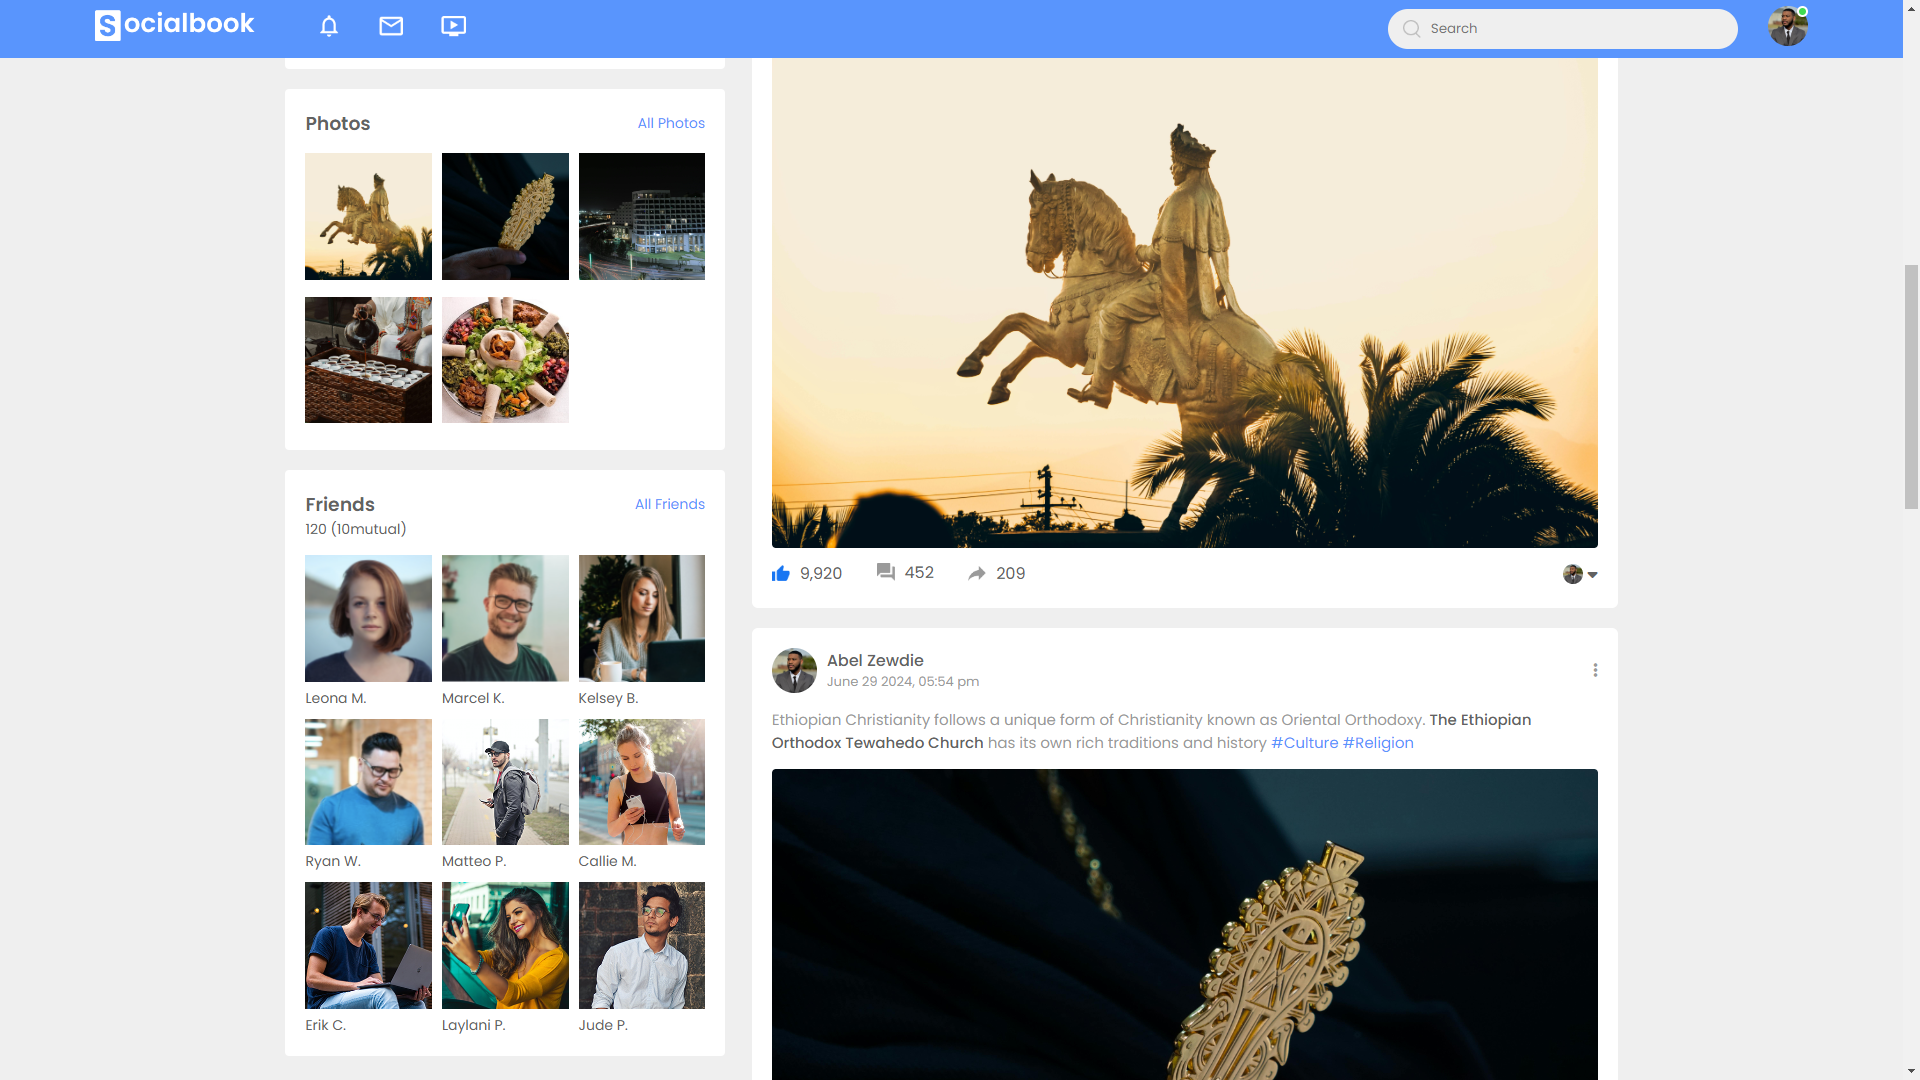 Socialbook
Search
Photos
All Photos
Friends
All Friends
120 (10mutual)
Leona M.
Marcel K.
Kelsey B.
Ryan W.
Matteo P.
Callie M.
Erik C.
Laylani P.
Jude P.
9,920
452
209
Abel Zewdie
June 29 2024, 05:54 pm
Ethiopian Christianity follows a unique form of Christianity known as Oriental Orthodoxy. The Ethiopian
Orthodox Tewahedo Church has its own rich traditions and history #Culture #Religion